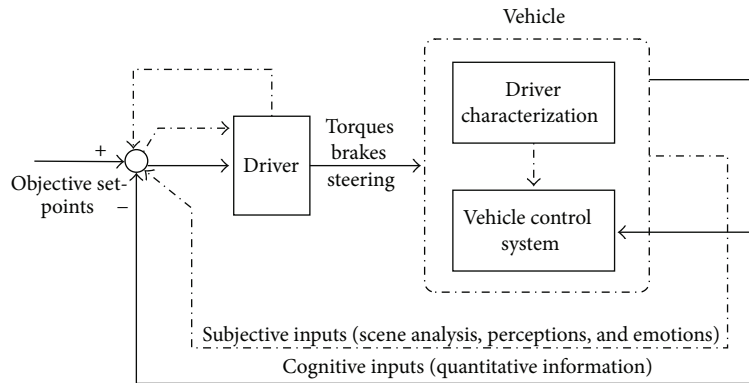 Vehicle
Driver
characterization
Torques
brakes
steering
+
Driver
Objective set-
points
−
Vehicle control
system
Subjective inputs (scene analysis, perceptions, and emotions)
Cognitive inputs (quantitative information)